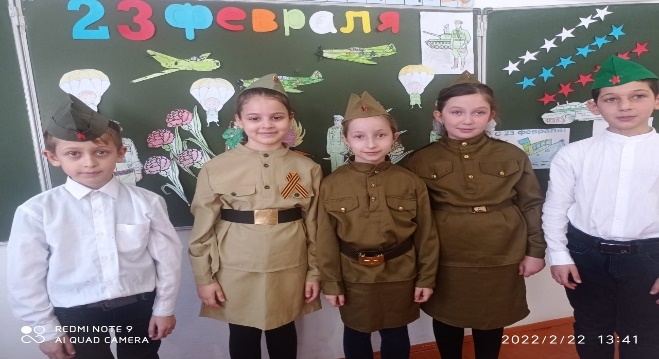 23 февраля
С 23 февраля!
REDMI NOTE 9
AI QUAD CAMERA
2022/2/22 13:41